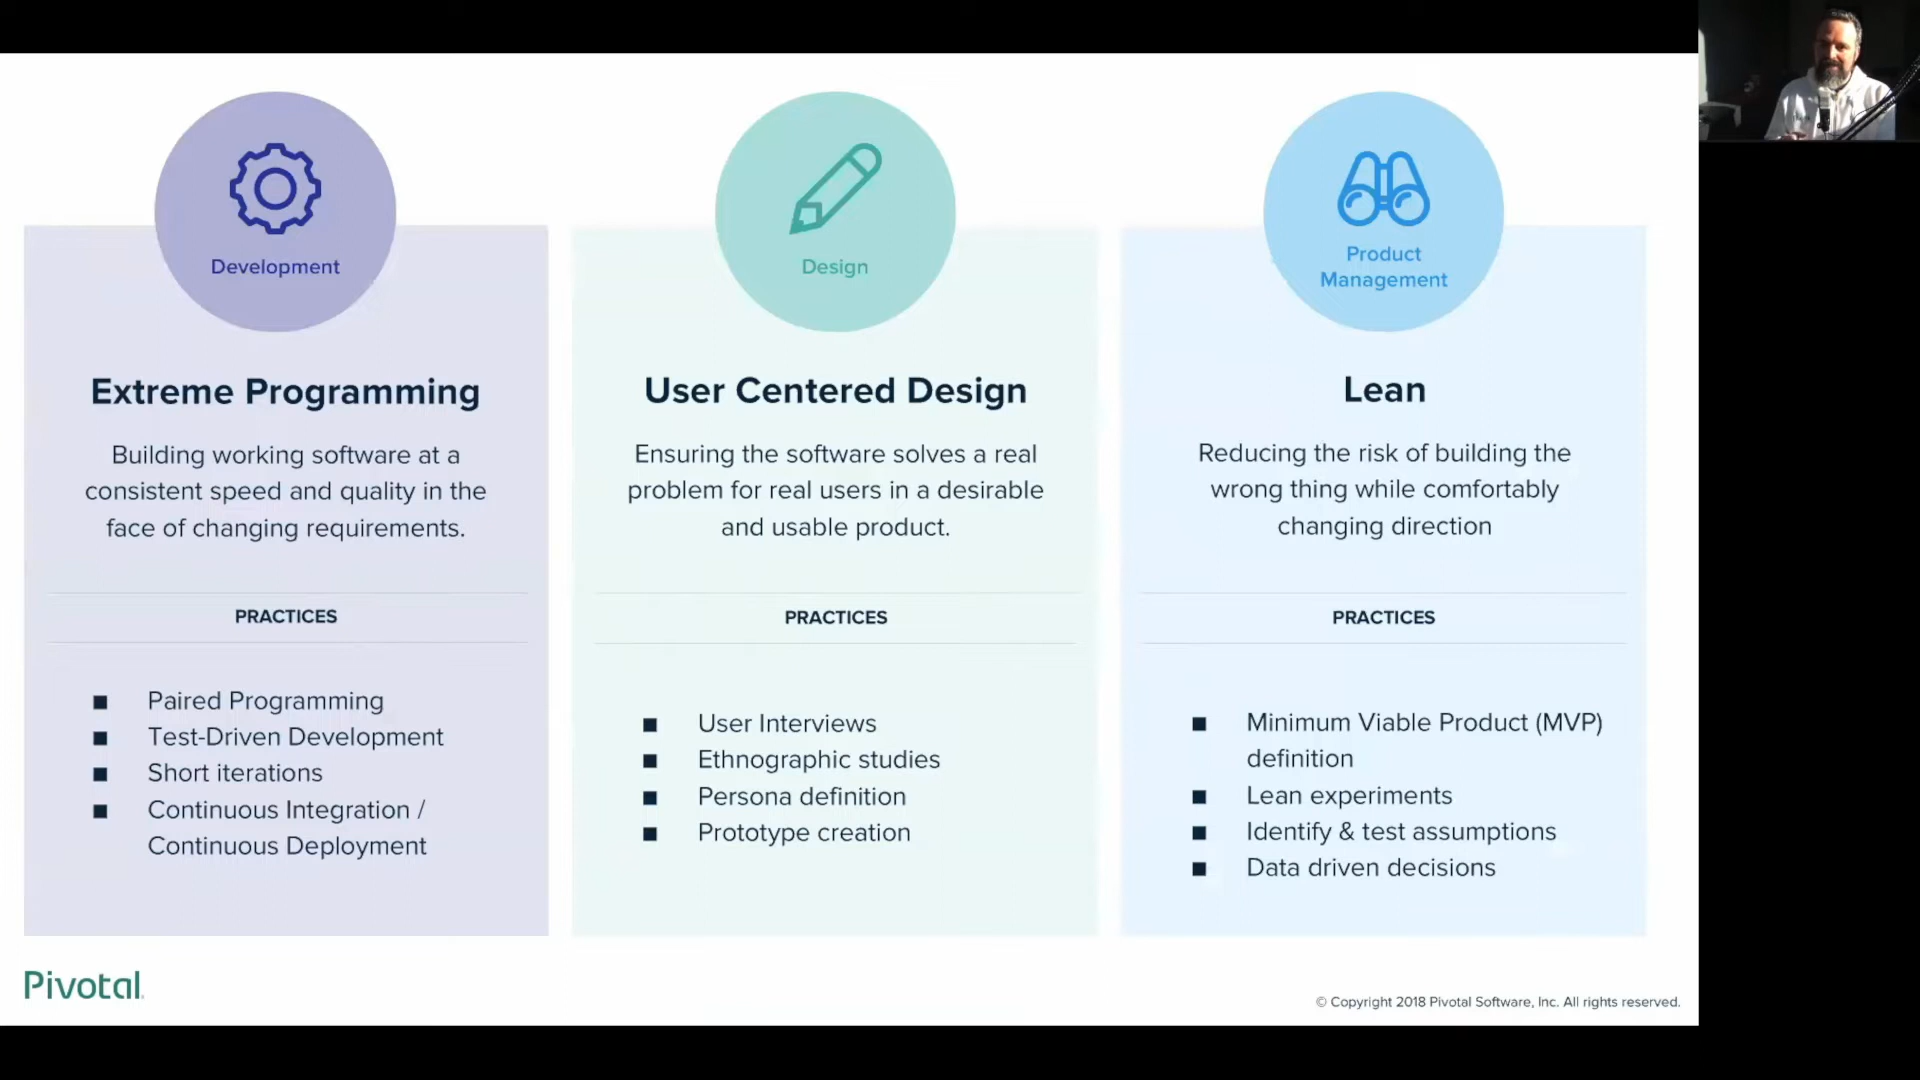 Development
Extreme Programming
Building working software at a
consistent speed and quality in the
face of changing requirements.
PRACTICES
■ Paired Programming
■ Test-Driven Development
■ Short iterations
■ Continuous Integration /
Continuous Deployment
Design
User Centered Design
Ensuring the software solves a real
problem for real users in a desirable
and usable product.
PRACTICES
■ User Interviews
■ Ethnographic studies
■ Persona definition
■ Prototype creation
Product
Management
Lean
Reducing the risk of building the
wrong thing while comfortably
changing direction
PRACTICES
■ Minimum Viable Product (MVP)
definition
■ Lean experiments
■ Identify & test assumptions
■ Data driven decisions
Pivotal
© Copyright 2018 Pivotal Software, Inc. All rights reserved.